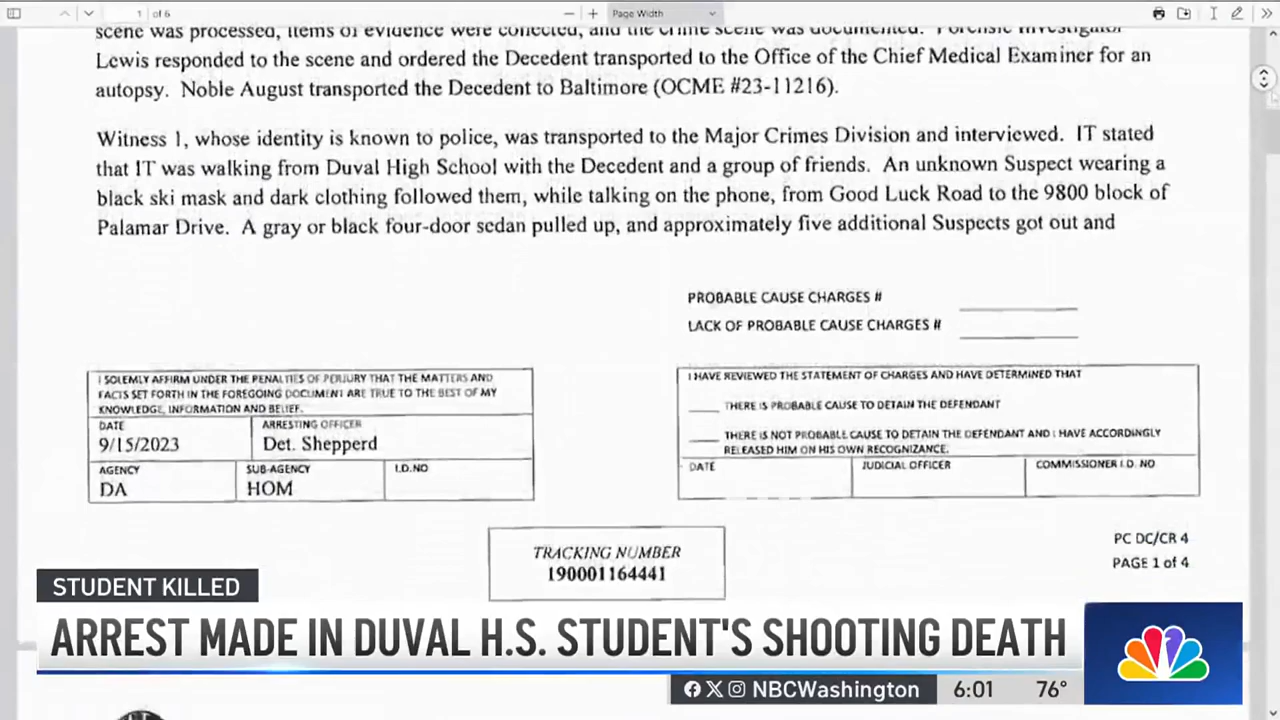 1 of 6
Page Width
scene was processed, items of evidence were collected, and the crime scene was documented. Forensic Investigator
Lewis responded to the scene and ordered the Decedent transported to the Office of the Chief Medical Examiner for an
autopsy. Noble August transported the Decedent to Baltimore (OCME #23-11216).
Witness 1, whose identity is known to police, was transported to the Major Crimes Division and interviewed. IT stated
that IT was walking from Duval High School with the Decedent and a group of friends. An unknown Suspect wearing a
black ski mask and dark clothing followed them, while talking on the phone, from Good Luck Road to the 9800 block of
Palamar Drive. A gray or black four-door sedan pulled up, and approximately five additional Suspects got out and
PROBABLE CAUSE CHARGES #
LACK OF PROBABLE CAUSE CHARGES #
I SOLEMLY AFFIRM UNDER THE PENALTIES OF PERJURY THAT THE MATTERS AND
FACTS SET FORTH IN THE FOREGOING DOCUMENT ARE TRUE TO THE BEST OF MY
KNOWLEDGE, INFORMATION AND BELIEF.
DATE
9/15/2023
ARRESTING OFFICER
Det. Shepperd
AGENCY
DA
SUB-AGENCY
HOM
I.D.NO
I HAVE REVIEWED THE STATEMENT OF CHARGES AND HAVE DETERMINED THAT
THERE IS PROBABLE CAUSE TO DETAIN THE DEFENDANT
THERE IS NOT PROBABLE CAUSE TO DETAIN THE DEFENDANT AND I HAVE ACCORDINGLY
RELEASED HIM ON HIS OWN RECOGNIZANCE.
DATE
JUDICIAL OFFICER
COMMISSIONER I.D. NO
TRACKING NUMBER
190001164441
PC DC/CR 4
PAGE 1 of 4
STUDENT KILLED
ARREST MADE IN DUVAL H.S. STUDENT'S SHOOTING DEATH
NBCWashington
6:01
76°